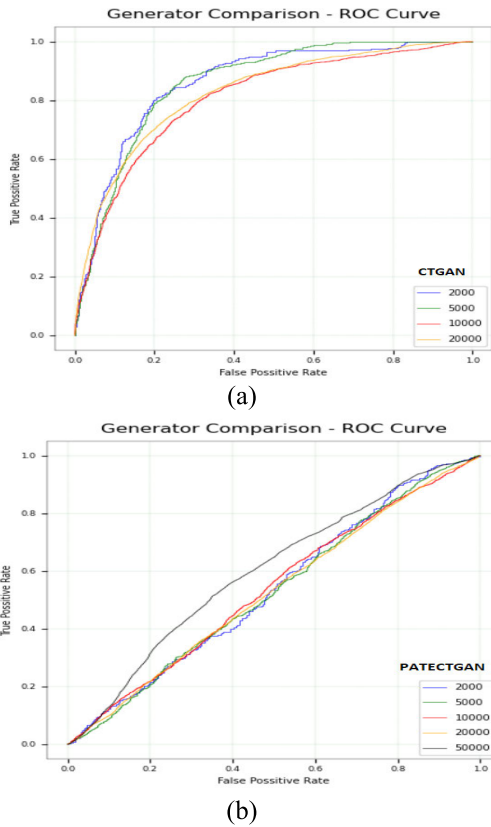 Generator Comparison - ROC Curve
True Possitive Rate
1.0
0.8
0.6
0.4
0.2
0.0
CTGAN
2000
5000
10000
20000
0.0 0.2 0.4 0.6 0.8 1.0
False Possitive Rate
(a)
Generator Comparison - ROC Curve
True Possitive Rate
1.0
0.8
0.6
0.4
0.2
0.0
PATECTGAN
2000
5000
10000
20000
50000
0.0 0.2 0.4 0.6 0.8 1.0
False Possitive Rate
(b)